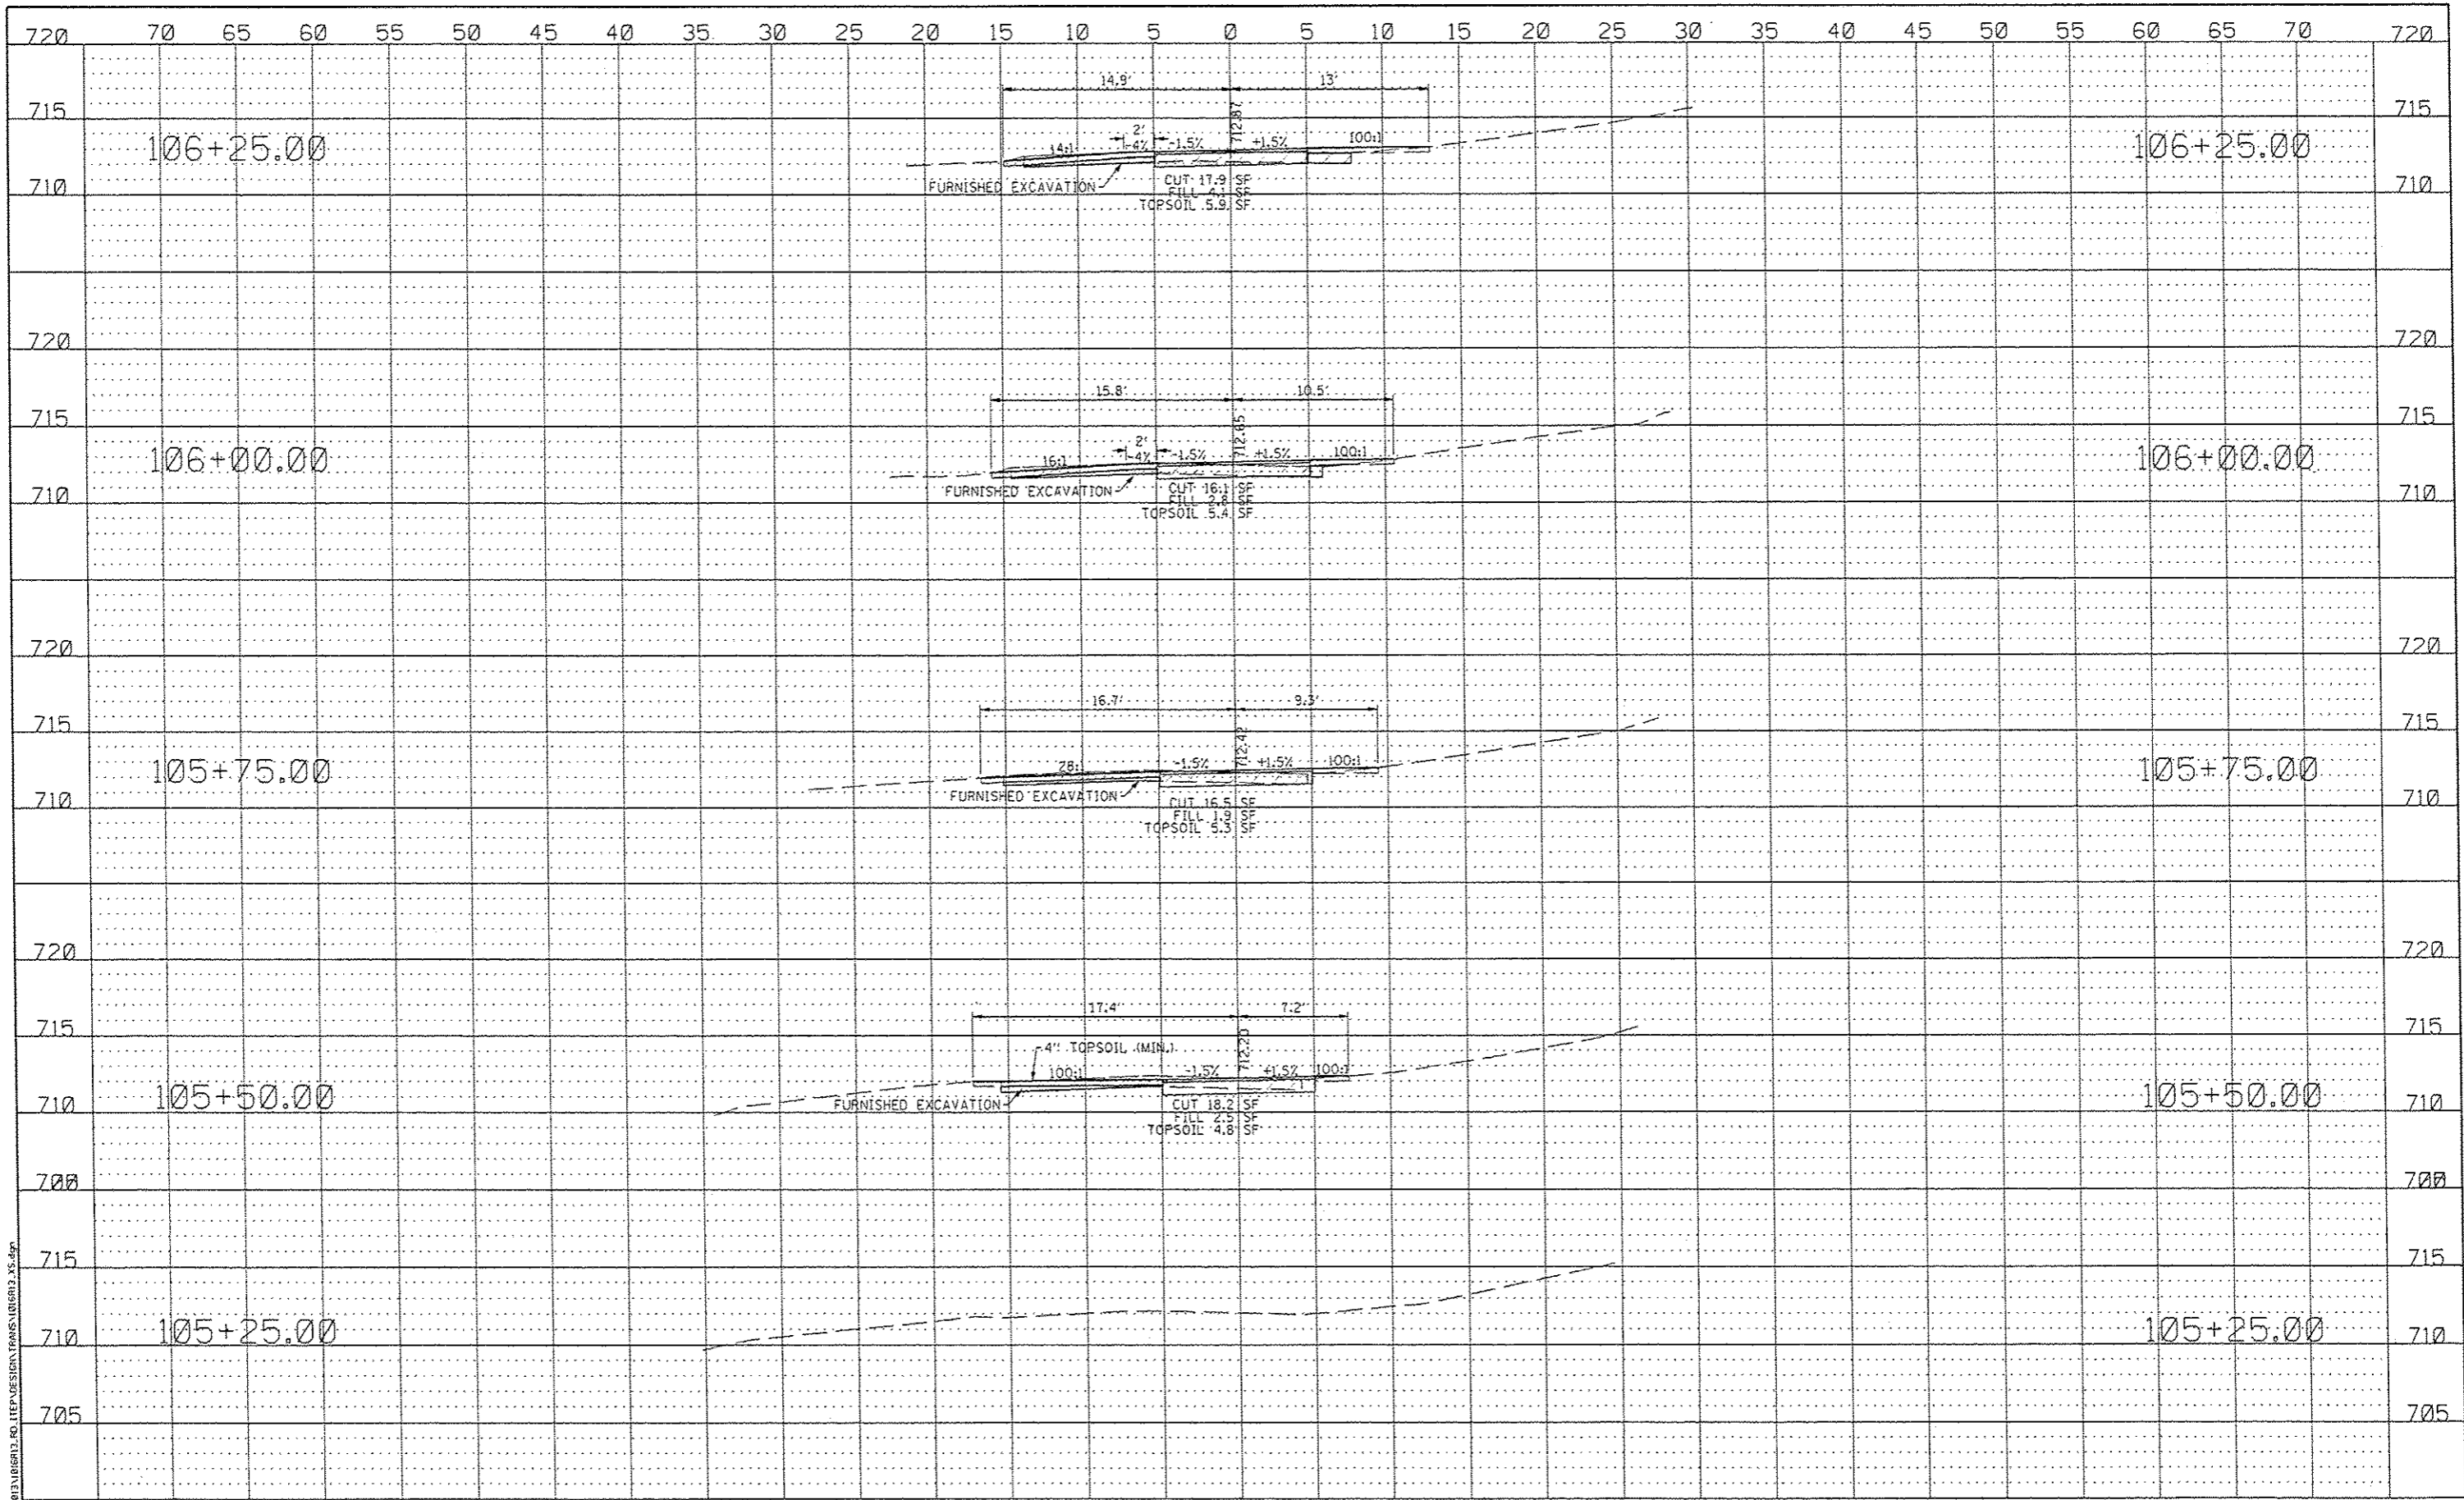 70 65 60 55 50 45 40 35 30 25 20 15 10 5 0 5 10 15 20 25 30 35 40 45 50 55 60 65 70
720 720
14.9' 13'
712.87
715 715
2'
14:1 -4% -1.5% +1.5% 100:1
106+25.00 106+25.00
FURNISHED EXCAVATION
CUT 17.9 SF
FILL 4.1 SF
TOPSOIL 5.9 SF
710 710
720 720
15.8' 10.5'
712.65
715 715
2'
16:1 -4% -1.5% +1.5% 100:1
106+00.00 106+00.00
FURNISHED EXCAVATION
CUT 16.1 SF
FILL 2.8 SF
TOPSOIL 5.4 SF
710 710
720 720
16.7' 9.3'
712.42
715 715
28:1 -1.5% +1.5% 100:1
105+75.00 105+75.00
FURNISHED EXCAVATION
CUT 16.5 SF
FILL 1.9 SF
TOPSOIL 5.3 SF
710 710
720 720
17.4' 7.2'
712.20
715 715
4" TOPSOIL (MIN.)
100:1 -1.5% +1.5% 100:1
105+50.00 105+50.00
FURNISHED EXCAVATION
CUT 18.2 SF
FILL 2.5 SF
TOPSOIL 4.8 SF
710 710
715 715
105+25.00 105+25.00
710 710
705 705